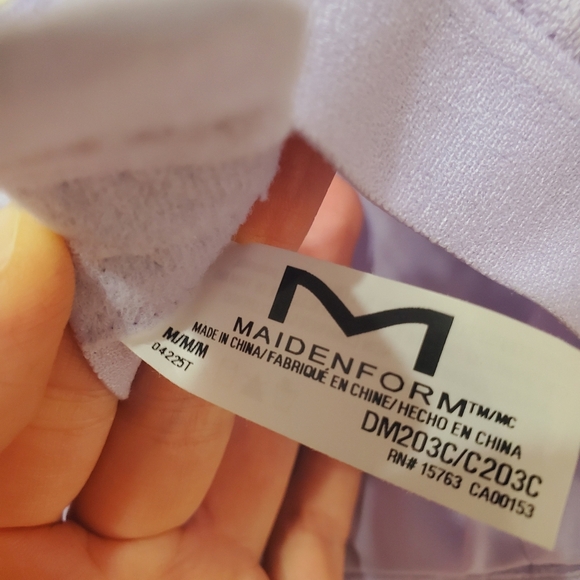 M
MAIDENFORM™/MC
M/M/M
MADE IN CHINA/FABRIQUÉ EN CHINE/HECHO EN CHINA
04225T
DM203C/C203C
RN# 15763 CA00153